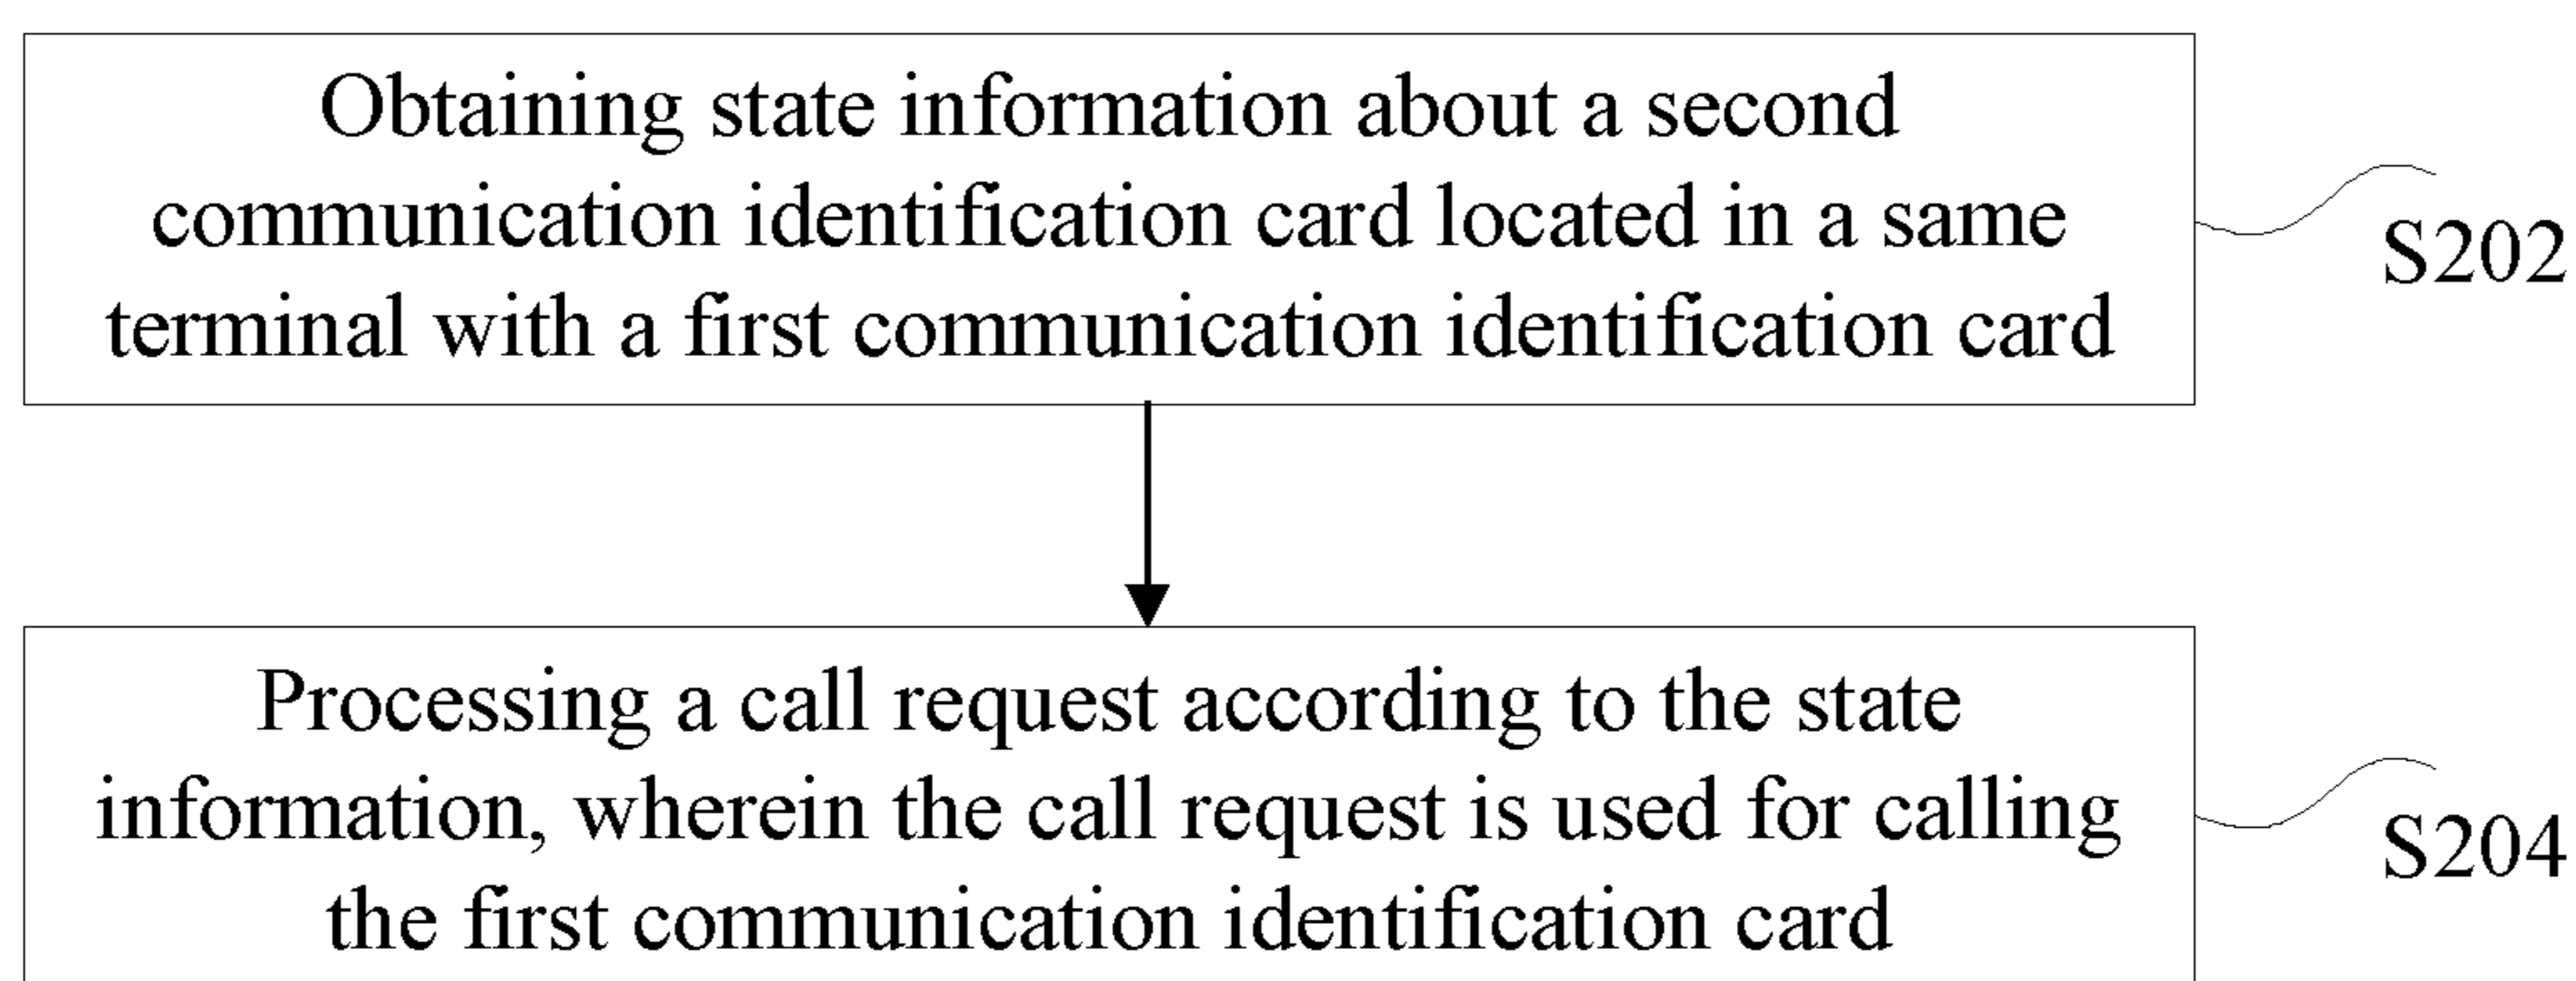 Obtaining state information about a second
communication identification card located in a same
terminal with a first communication identification card
S202
Processing a call request according to the state
information, wherein the call request is used for calling
the first communication identification card
S204